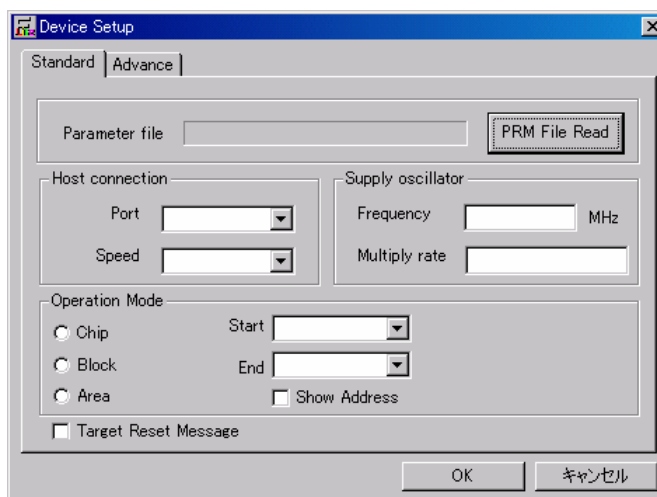 Device Setup
Standard
Advance
Parameter file
PRM File Read
Host connection
Supply oscillator
Port
Frequency
MHz
Speed
Multiply rate
Operation Mode
Chip
Start
Block
End
Area
Show Address
Target Reset Message
OK
キャンセル